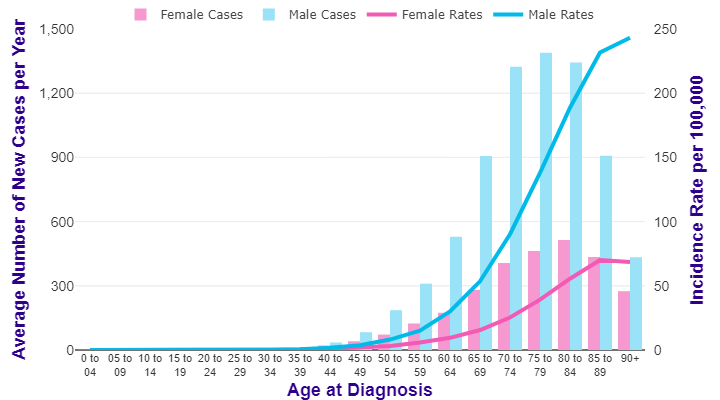 Female Cases Male Cases Female Rates Male Rates
Average Number of New Cases per Year
1,500
1,200
900
600
300
0
250
200
150
100
50
0
Incidence Rate per 100,000
0 to 04
05 to 09
10 to 14
15 to 19
20 to 24
25 to 29
30 to 34
35 to 39
40 to 44
45 to 49
50 to 54
55 to 59
60 to 64
65 to 69
70 to 74
75 to 79
80 to 84
85 to 89
90+
Age at Diagnosis